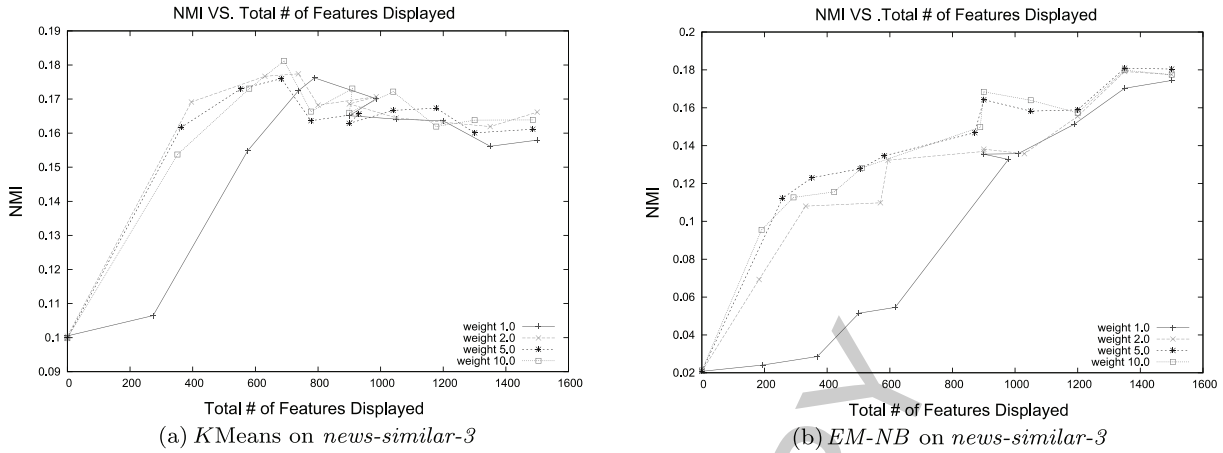 NMI VS. Total # of Features Displayed
0.19
0.18
0.17
0.16
0.15
0.14
0.13
0.12
0.11
0.1
0.09
NMI
0 200 400 600 800 1000 1200 1400 1600
Total # of Features Displayed
weight 1.0
weight 2.0
weight 5.0
weight 10.0
(a) KMeans on news-similar-3
NMI VS .Total # of Features Displayed
0.2
0.18
0.16
0.14
0.12
0.1
0.08
0.06
0.04
0.02
NMI
0 200 400 600 800 1000 1200 1400 1600
Total # of Features Displayed
weight 1.0
weight 2.0
weight 5.0
weight 10.0
(b) EM-NB on news-similar-3